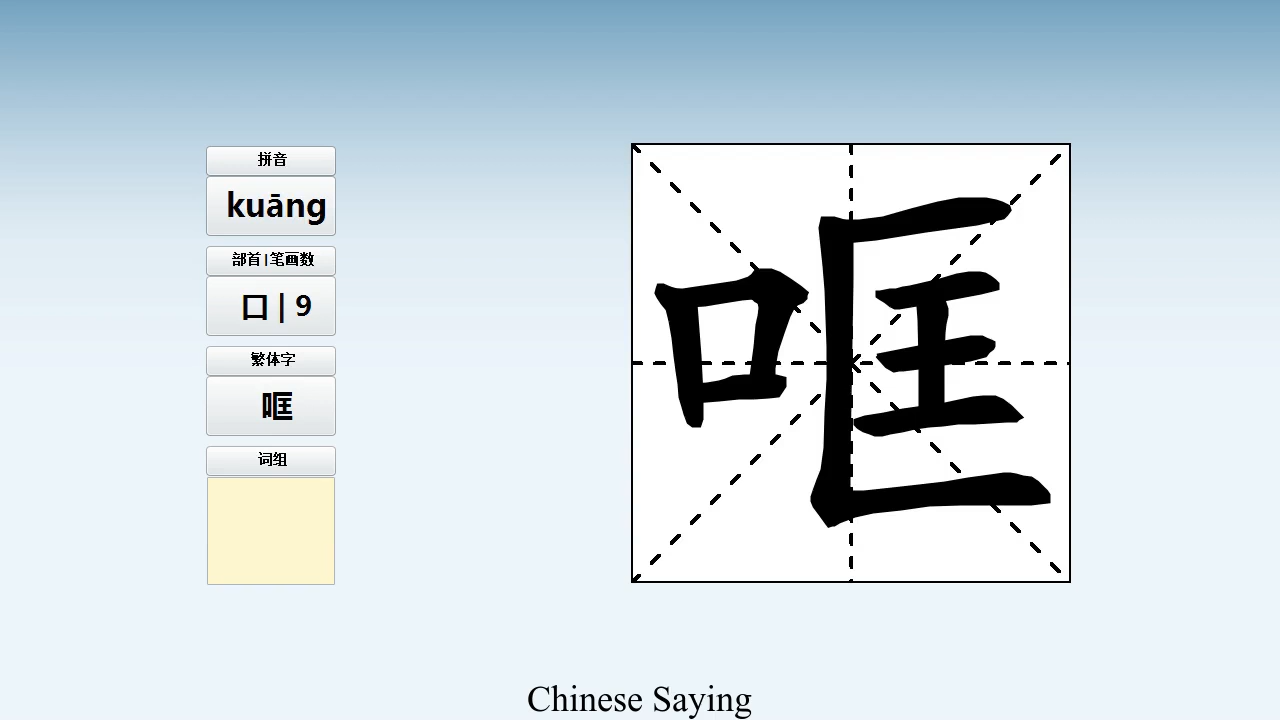 拼音
kuāng
部首|笔画数
口 | 9
繁体字
哐
词组
哐
Chinese Saying